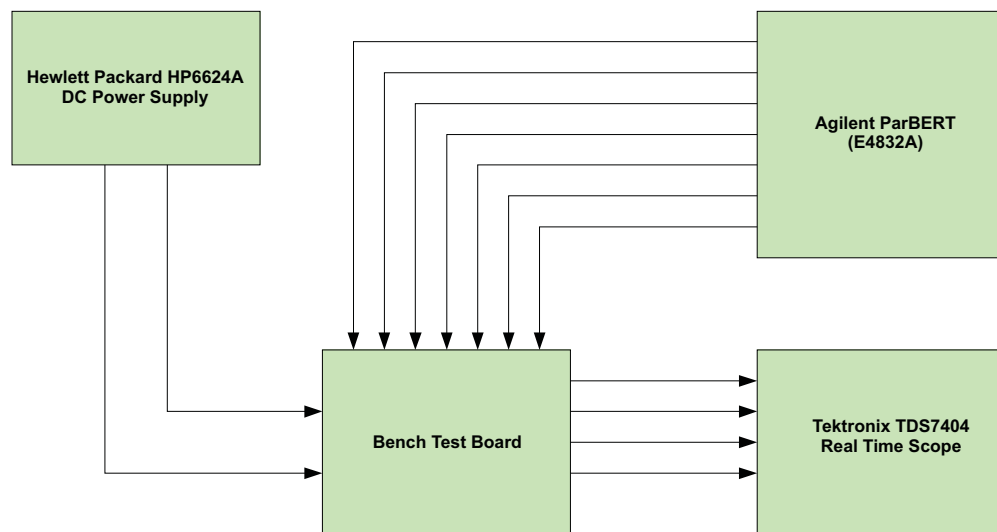 Hewlett Packard HP6624A
DC Power Supply
Agilent ParBERT
(E4832A)
Bench Test Board
Tektronix TDS7404
Real Time Scope